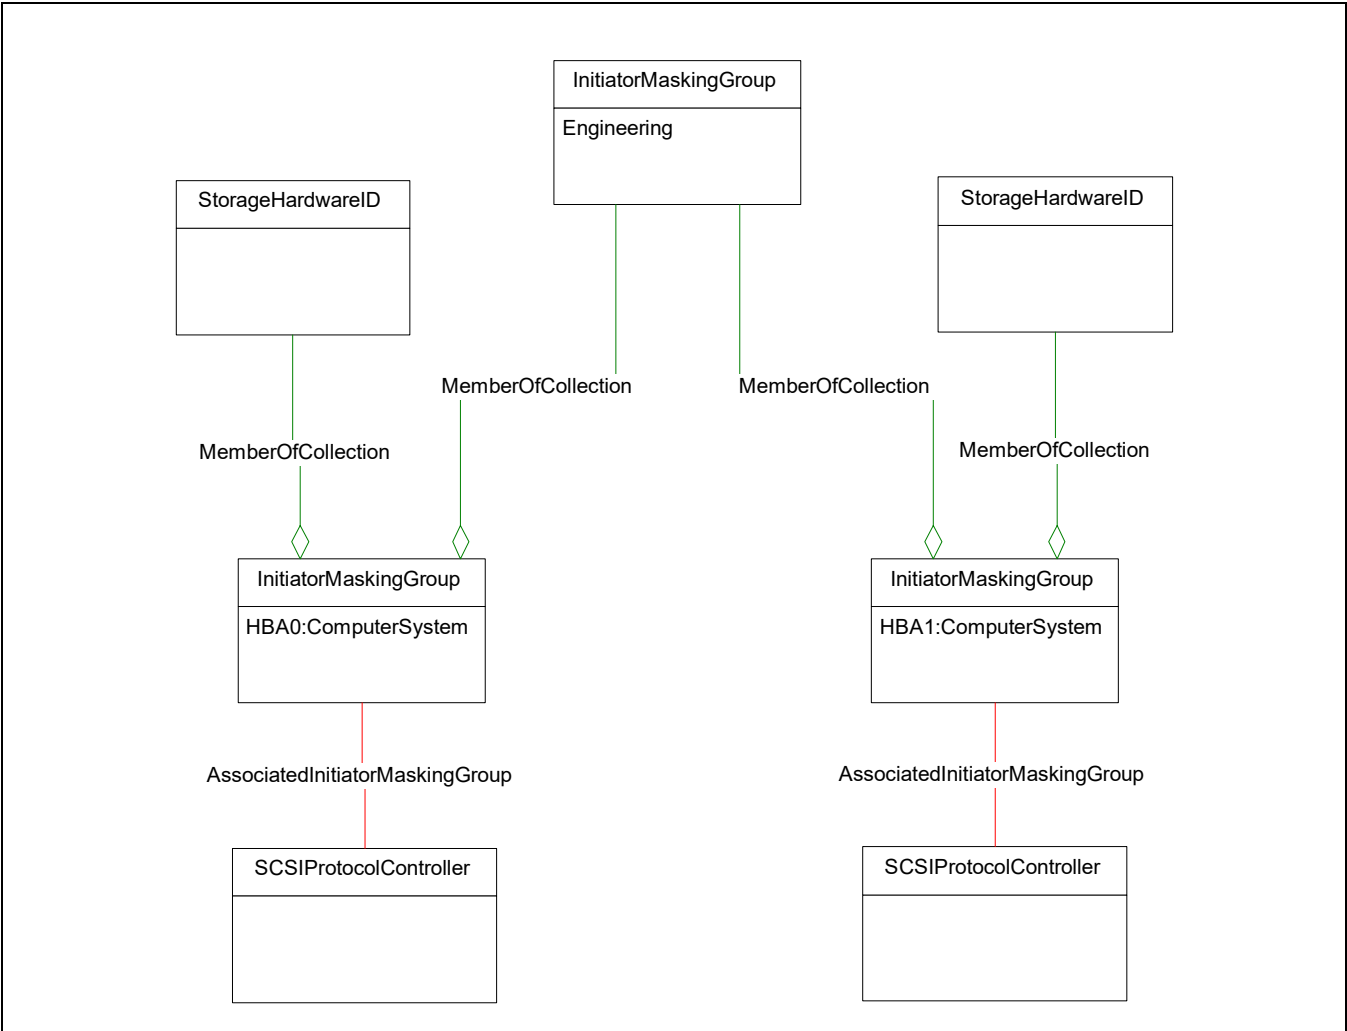 InitiatorMaskingGroup
Engineering
StorageHardwareID
StorageHardwareID
MemberOfCollection
MemberOfCollection
MemberOfCollection
MemberOfCollection
InitiatorMaskingGroup
HBA0:ComputerSystem
InitiatorMaskingGroup
HBA1:ComputerSystem
AssociatedInitiatorMaskingGroup
AssociatedInitiatorMaskingGroup
SCSIProtocolController
SCSIProtocolController